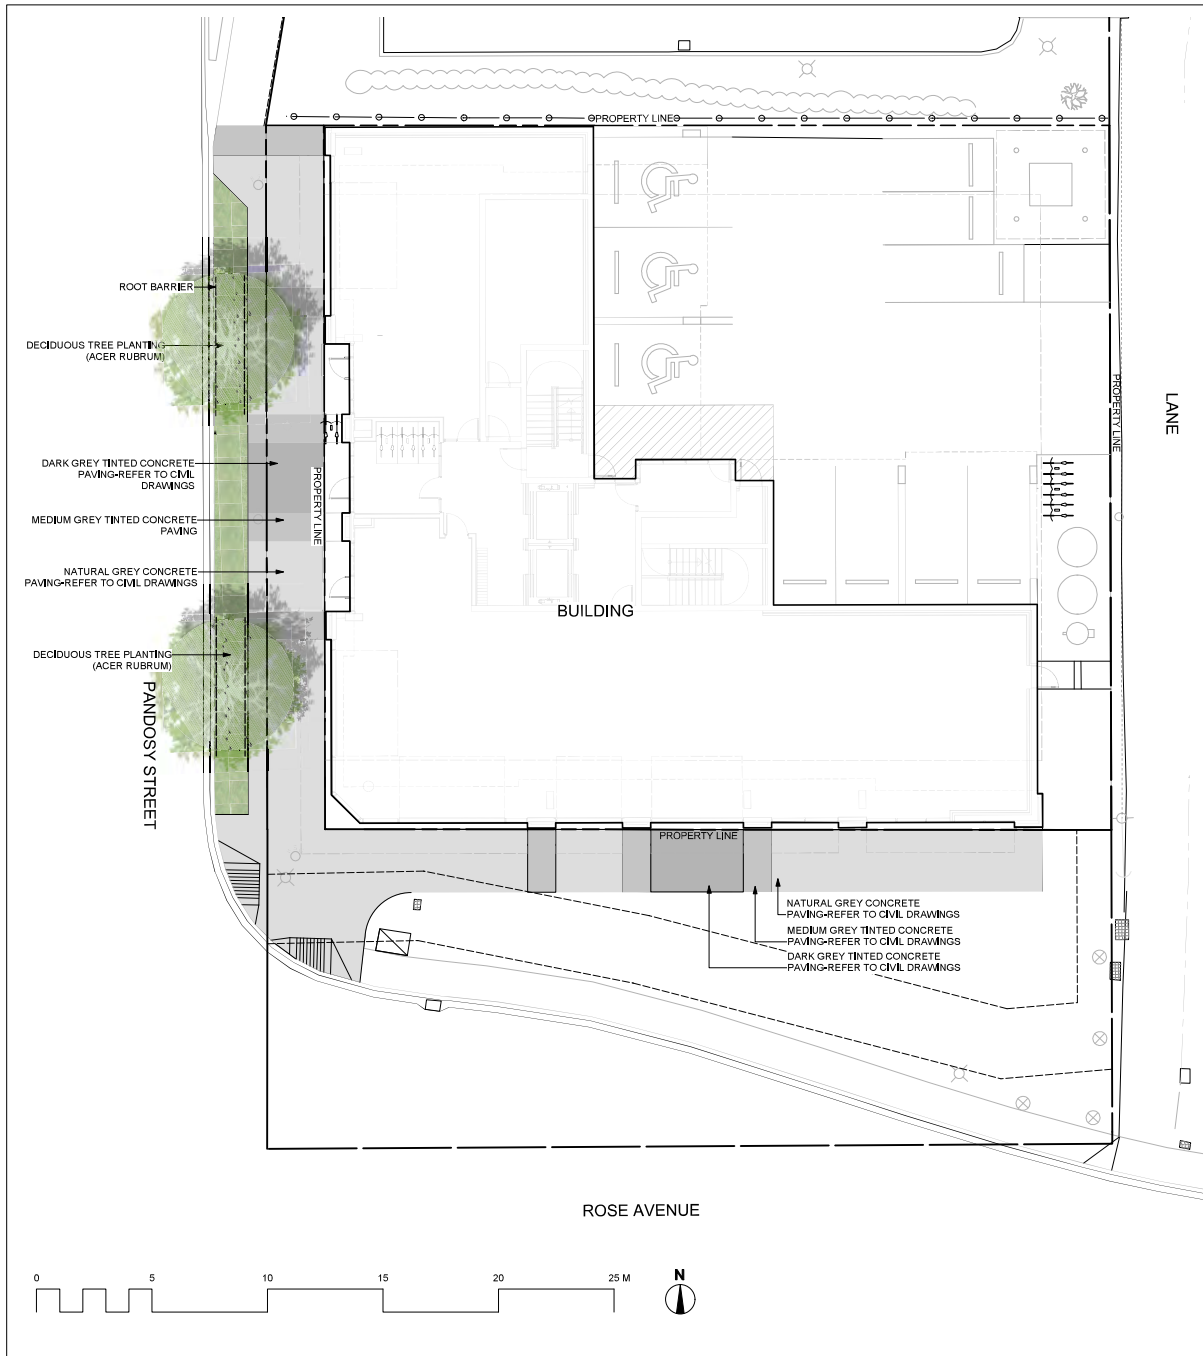 PROPERTY LINE
ROOT BARRIER
DECIDUOUS TREE PLANTING
(ACER RUBRUM)
PROPERTY LINE
LANE
DARK GREY TINTED CONCRETE
PAVING-REFER TO CIVIL
DRAWINGS
PROPERTY LINE
MEDIUM GREY TINTED CONCRETE
PAVING
NATURAL GREY CONCRETE
PAVING-REFER TO CIVIL DRAWINGS
BUILDING
DECIDUOUS TREE PLANTING
(ACER RUBRUM)
PANDOSY STREET
PROPERTY LINE
NATURAL GREY CONCRETE
PAVING-REFER TO CIVIL DRAWINGS
MEDIUM GREY TINTED CONCRETE
PAVING-REFER TO CIVIL DRAWINGS
DARK GREY TINTED CONCRETE
PAVING-REFER TO CIVIL DRAWINGS
ROSE AVENUE
0 5 10 15 20 25 M
N